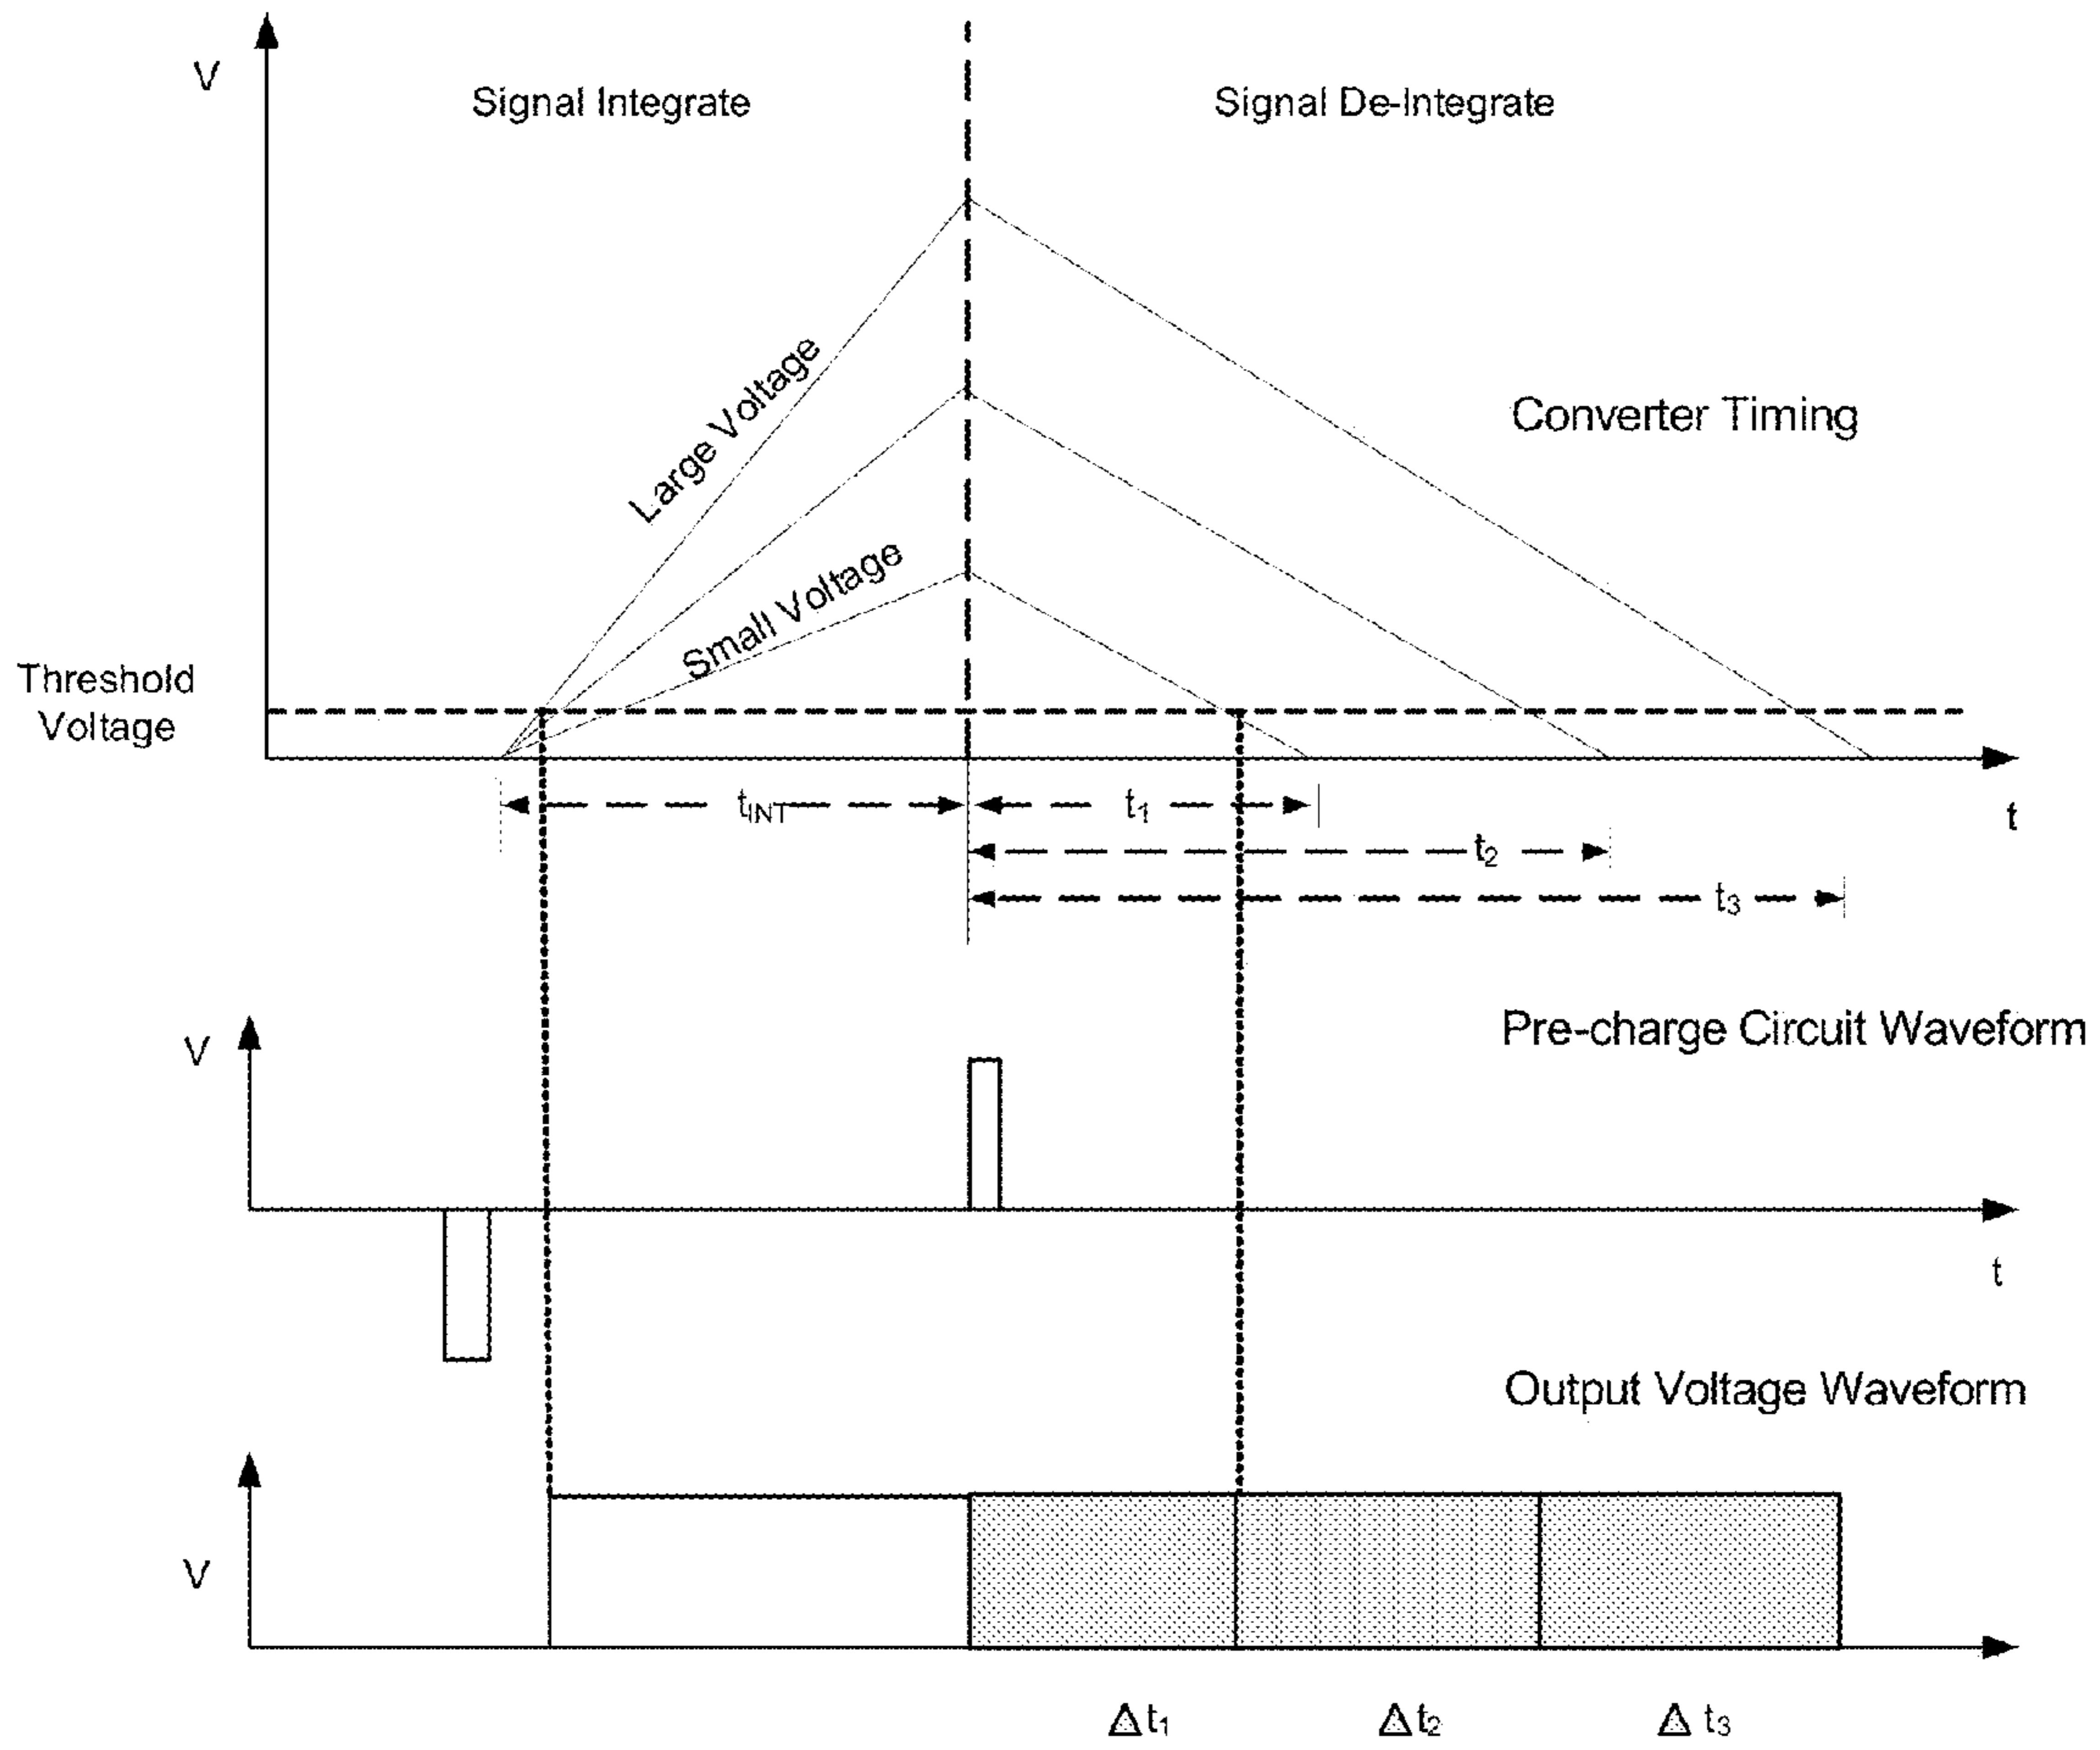 V
Signal Integrate
Signal De-Integrate
Large Voltage
Converter Timing
Small Voltage
Threshold
Voltage
tINT
t1
t
t2
t3
Pre-charge Circuit Waveform
V
t
Output Voltage Waveform
V
Δt1
Δt2
Δ t3